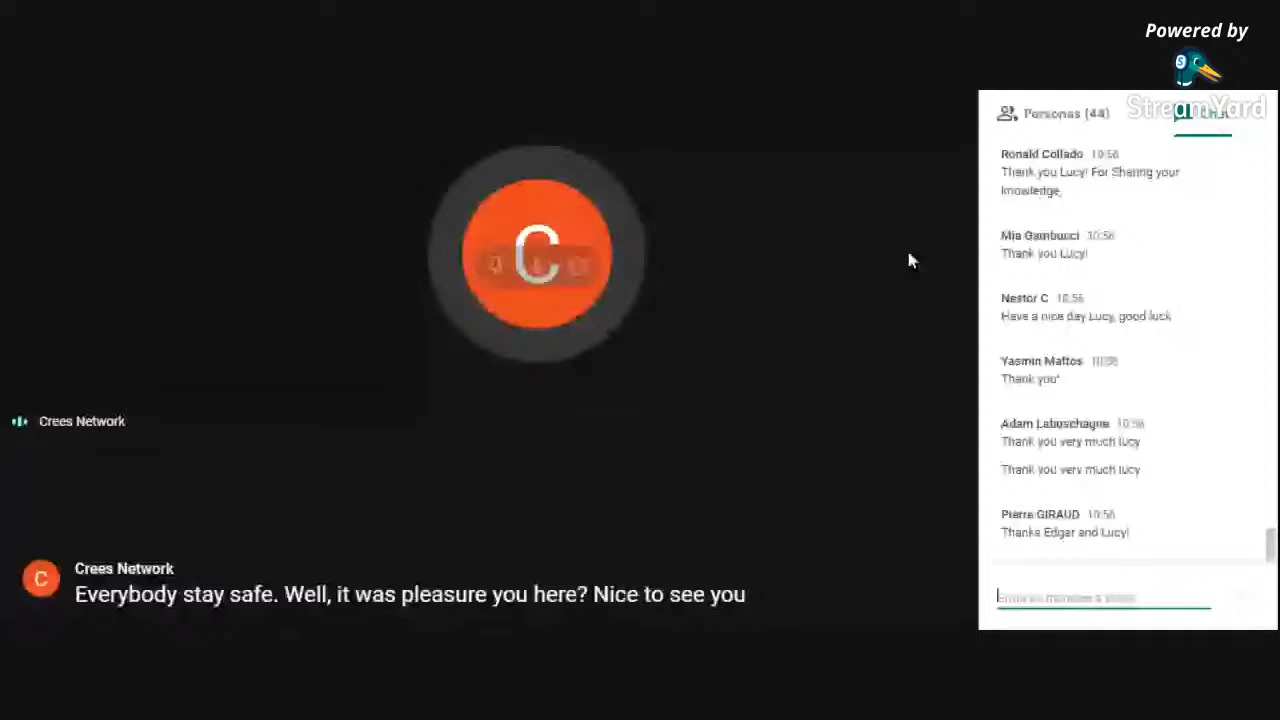 Powered by
StreamYard
Personas (44)
Ronald Collado 10:56
Thank you Lucy! For Sharing your
knowledge,
Mia Gambucci 10:56
Thank you Lucy!
Nestor C 10:56
Have a nice day Lucy, good luck
Yasmin Mattos 10:56
Thank you*
Adam Labuschagne 10:56
Thank you very much lucy
Thank you very much lucy
Pierre GIRAUD 10:56
Thanks Edgar and Lucy!
C
Crees Network
C
Crees Network
Everybody stay safe. Well, it was pleasure you here? Nice to see you